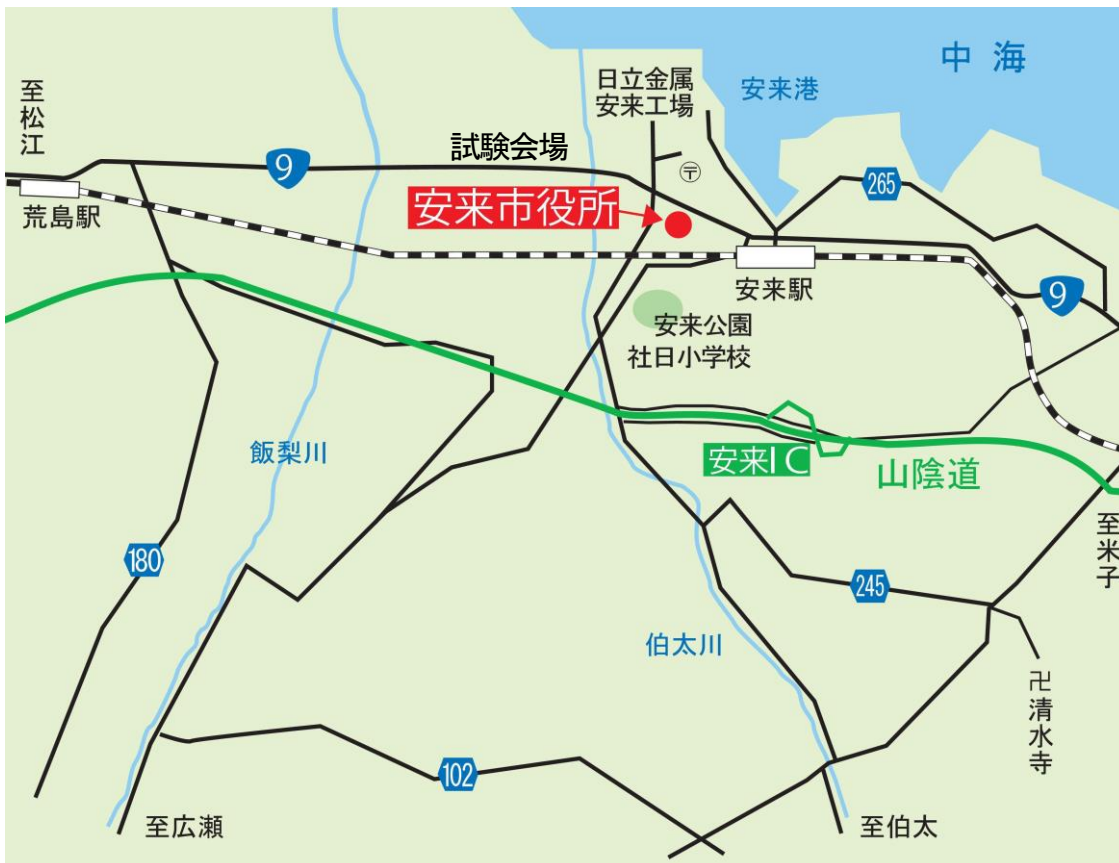 中海
安来港
日立金属
安来工場
至松江
試験会場
9
〒
265
安来市役所
荒島駅
安来駅
9
安来公園
社日小学校
飯梨川
安来IC
山陰道
至米子
180
245
伯太川
卍清水寺
102
至広瀬
至伯太